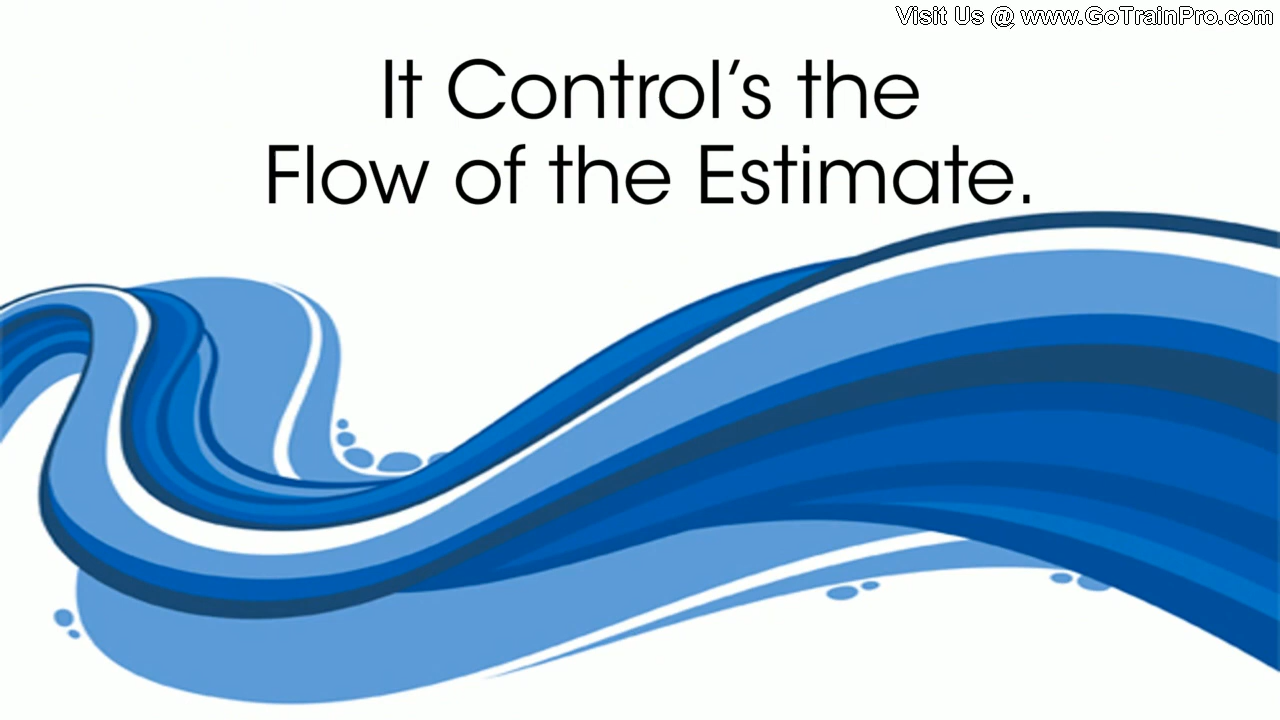 Visit Us @ www.GoTrainPro.com
It Control's the
Flow of the Estimate.